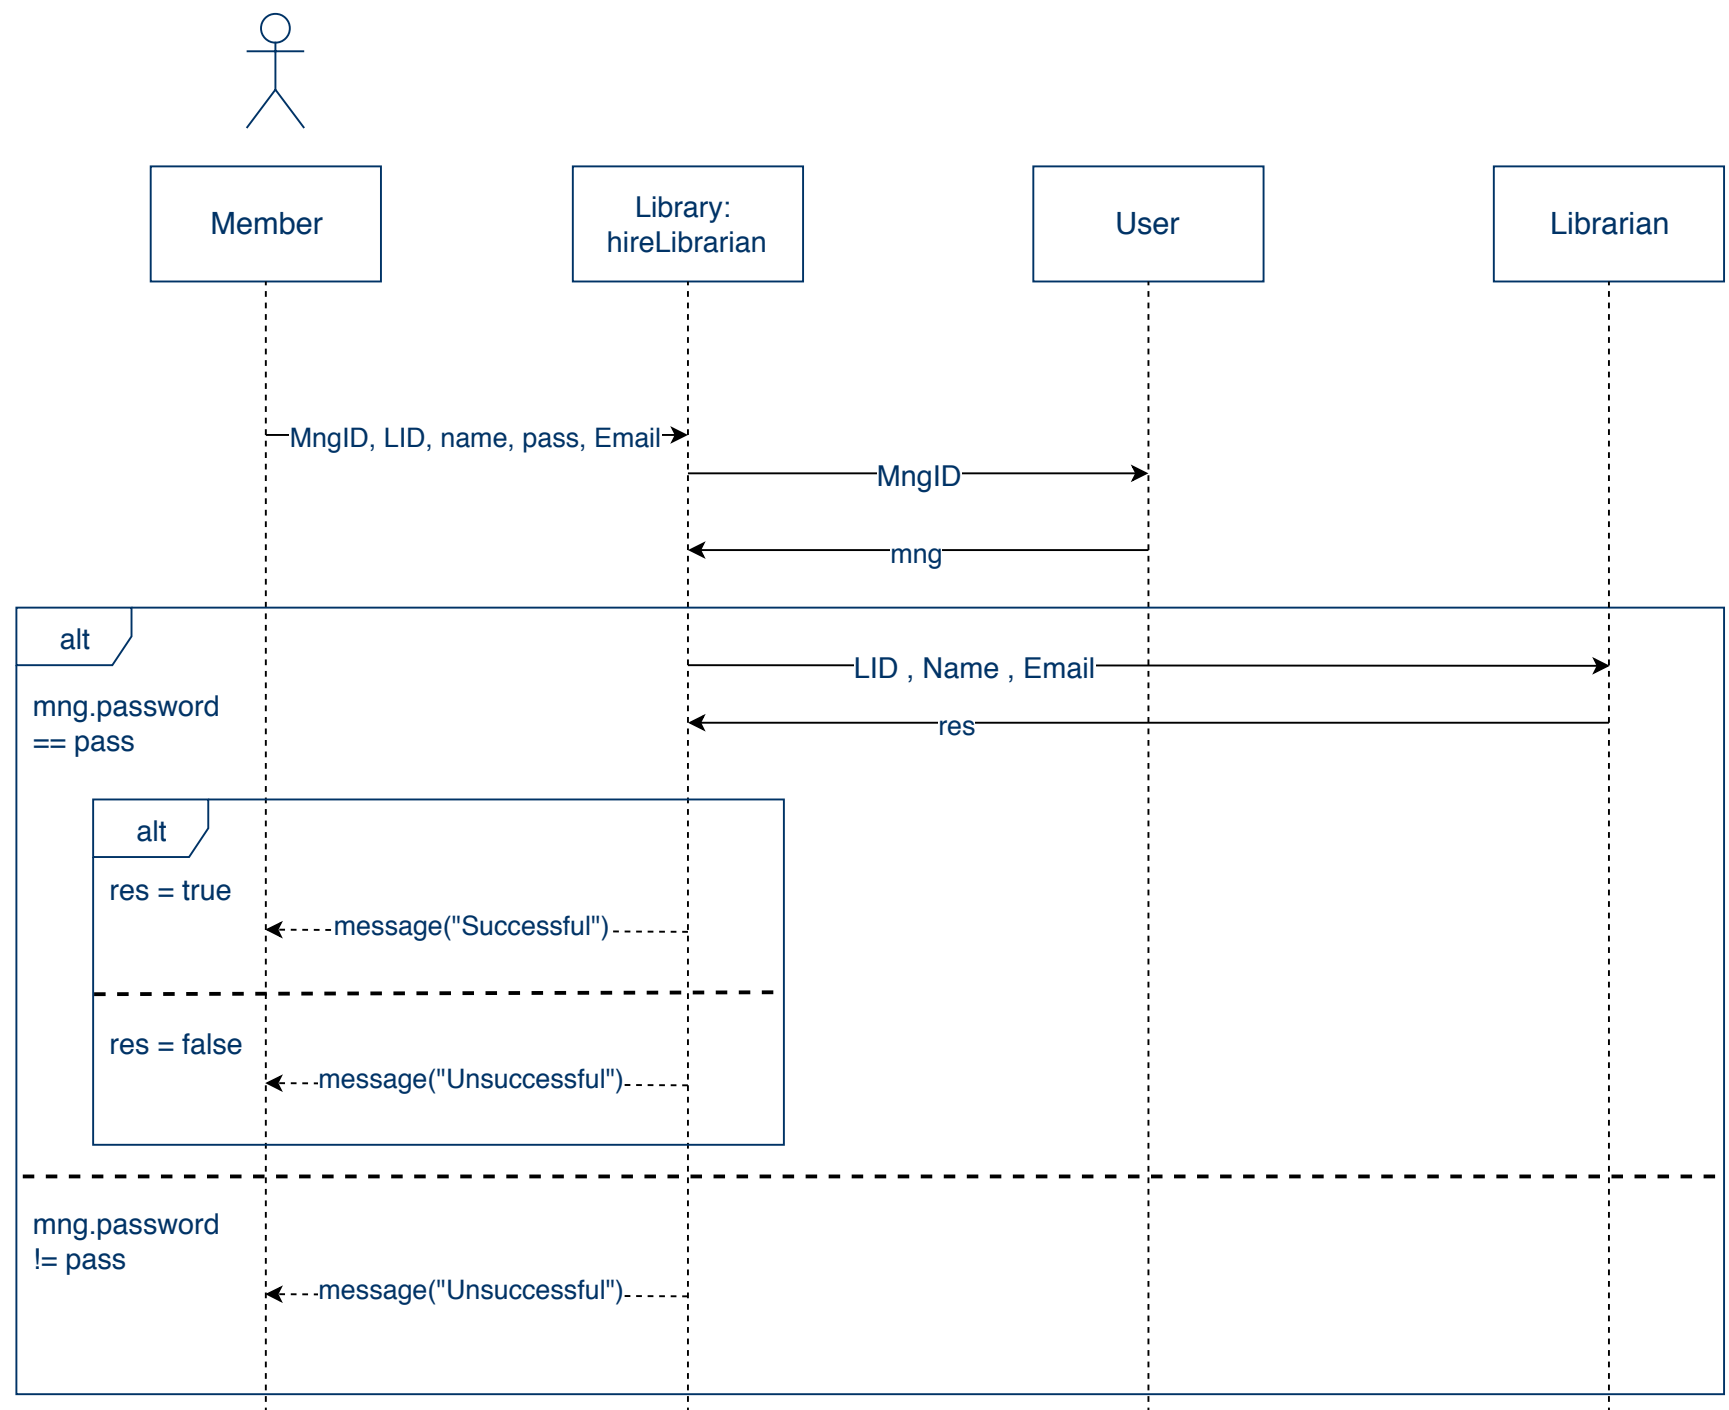 Member
Library:
hireLibrarian
User
Librarian
MngID, LID, name, pass, Email
MngID
mng
alt
LID , Name , Email
mng.password
== pass
res
alt
res = true
message("Successful")
res = false
message("Unsuccessful")
mng.password
!= pass
message("Unsuccessful")